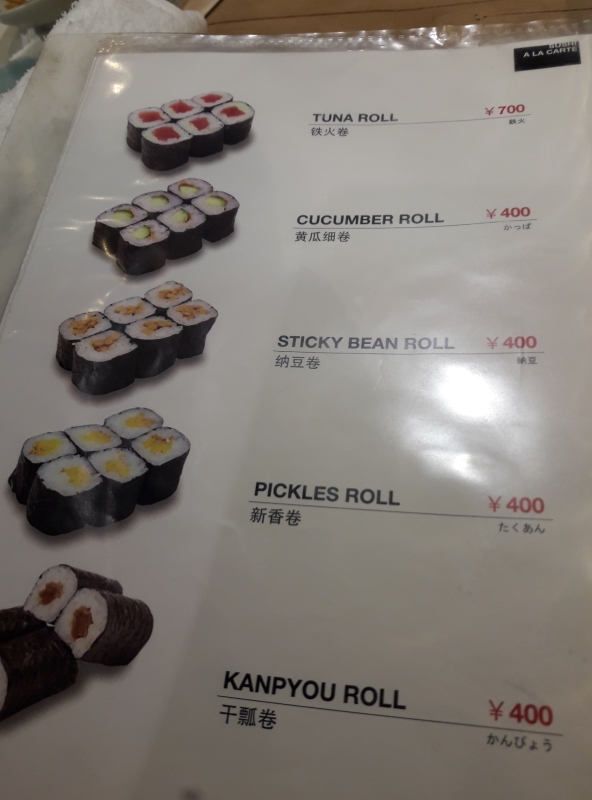 SUSHI
A LA CARTE
TUNA ROLL ¥700
铁火卷 鉄火
CUCUMBER ROLL ¥400
黄瓜细卷 かっぱ
STICKY BEAN ROLL ¥400
纳豆卷 納豆
PICKLES ROLL ¥400
新香卷 たくあん
KANPYOU ROLL ¥400
干瓢卷 かんぴょう